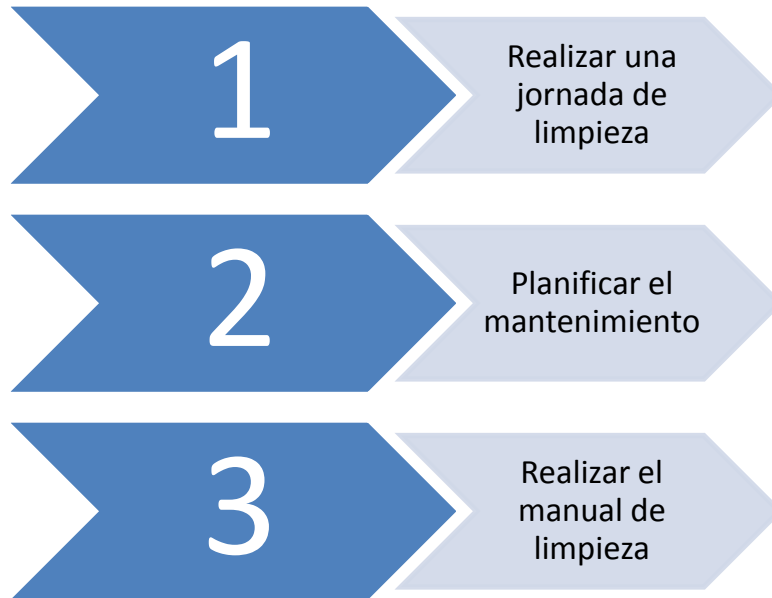 1
Realizar una
jornada de
limpieza
2
Planificar el
mantenimiento
3
Realizar el
manual de
limpieza